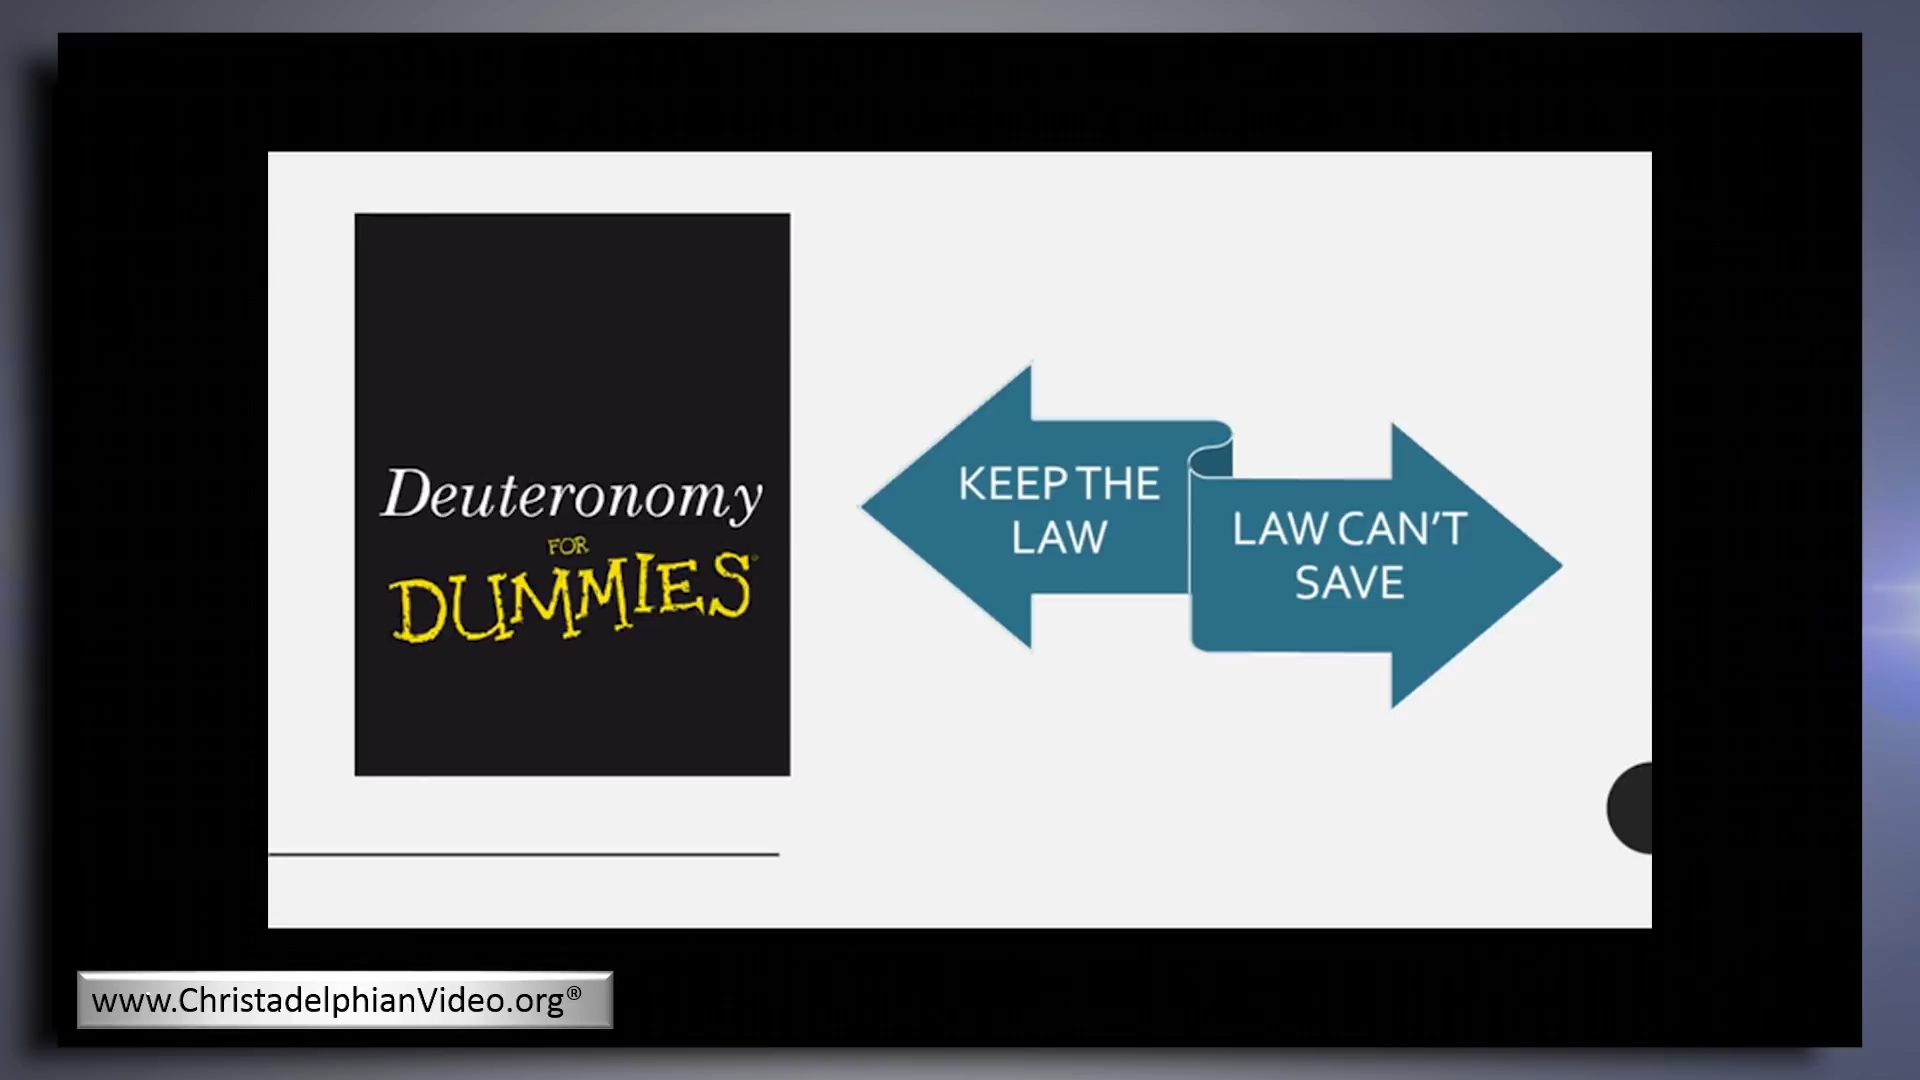 Deuteronomy
FOR
DUMMIES®
KEEP THE
LAW
LAW CAN'T
SAVE
www.ChristadelphianVideo.org®